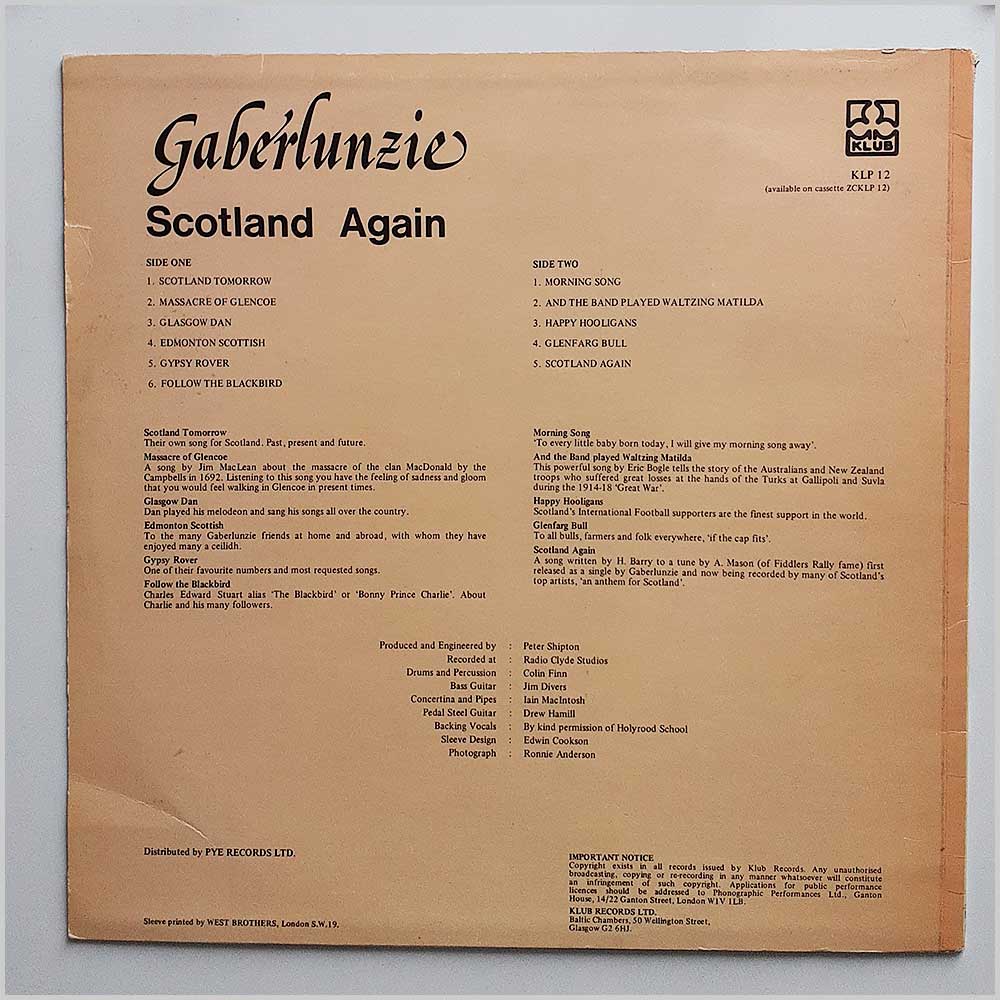 Gaberlunzie
KLUB
KLP 12
(available on cassette ZCKLP 12)
Scotland Again
SIDE ONE
1. SCOTLAND TOMORROW
2. MASSACRE OF GLENCOE
3. GLASGOW DAN
4. EDMONTON SCOTTISH
5. GYPSY ROVER
6. FOLLOW THE BLACKBIRD
SIDE TWO
1. MORNING SONG
2. AND THE BAND PLAYED WALTZING MATILDA
3. HAPPY HOOLIGANS
4. GLENFARG BULL
5. SCOTLAND AGAIN
Scotland Tomorrow
Their own song for Scotland. Past, present and future.
Massacre of Glencoe
A song by Jim MacLean about the massacre of the clan MacDonald by the
Campbells in 1692. Listening to this song you have the feeling of sadness and gloom
that you would feel walking in Glencoe in present times.
Glasgow Dan
Dan played his melodeon and sang his songs all over the country.
Edmonton Scottish
To the many Gaberlunzie friends at home and abroad, with whom they have
enjoyed many a ceilidh.
Gypsy Rover
One of their favourite numbers and most requested songs.
Follow the Blackbird
Charles Edward Stuart alias 'The Blackbird' or 'Bonny Prince Charlie'. About
Charlie and his many followers.
Morning Song
'To every little baby born today, I will give my morning song away'.
And the Band played Waltzing Matilda
This powerful song by Eric Bogle tells the story of the Australians and New Zealand
troops who suffered great losses at the hands of the Turks at Gallipoli and Suvla
during the 1914-18 'Great War'.
Happy Hooligans
Scotland's International Football supporters are the finest support in the world.
Glenfarg Bull
To all bulls, farmers and folk everywhere, 'if the cap fits'.
Scotland Again
A song written by H. Barry to a tune by A. Mason (of Fiddlers Rally fame) first
released as a single by Gaberlunzie and now being recorded by many of Scotland's
top artists, 'an anthem for Scotland'.
Produced and Engineered by : Peter Shipton
Recorded at : Radio Clyde Studios
Drums and Percussion : Colin Finn
Bass Guitar : Jim Divers
Concertina and Pipes : Iain MacIntosh
Pedal Steel Guitar : Drew Hamill
Backing Vocals : By kind permission of Holyrood School
Sleeve Design : Edwin Cookson
Photograph : Ronnie Anderson
Distributed by PYE RECORDS LTD.
Sleeve printed by WEST BROTHERS, London S.W.19.
IMPORTANT NOTICE
Copyright exists in all records issued by Klub Records. Any unauthorised
broadcasting, copying or re-recording in any manner whatsoever will constitute
an infringement of such copyright. Applications for public performance
licences should be addressed to Phonographic Performances Ltd., Ganton
House, 14/22 Ganton Street, London W1V 1LB.
KLUB RECORDS LTD.
Baltic Chambers, 50 Wellington Street,
Glasgow G2 6HJ.